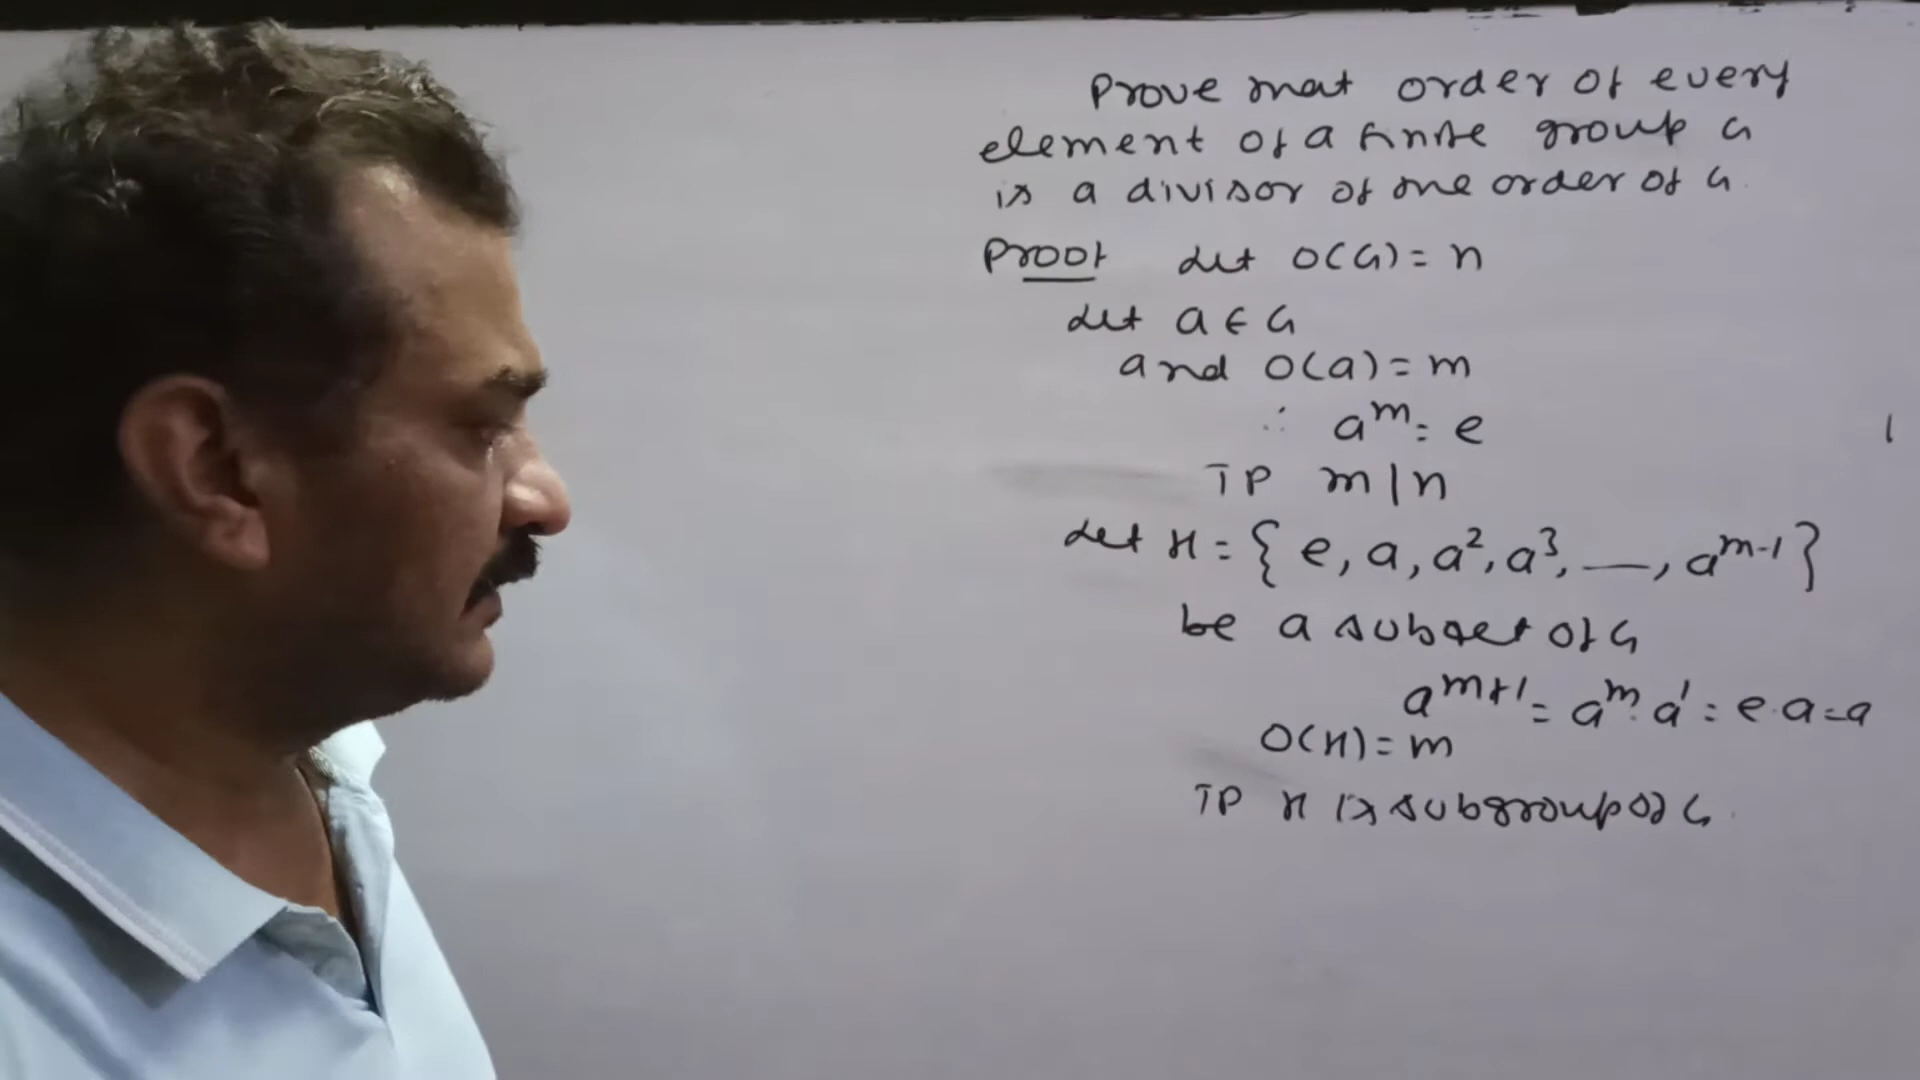 Prove that order of every
element of a finite group G
is a divisor of the order of G.
Proof Let O(G) = n
Let a ∈ G
and O(a) = m
∴ a^m = e
TP m | n
Let H = { e, a, a², a³, —, a^{m-1} }
be a subset of G
a^{m+1} = a^m · a^1 = e · a = a
O(H) = m
TP H is subgroup of G